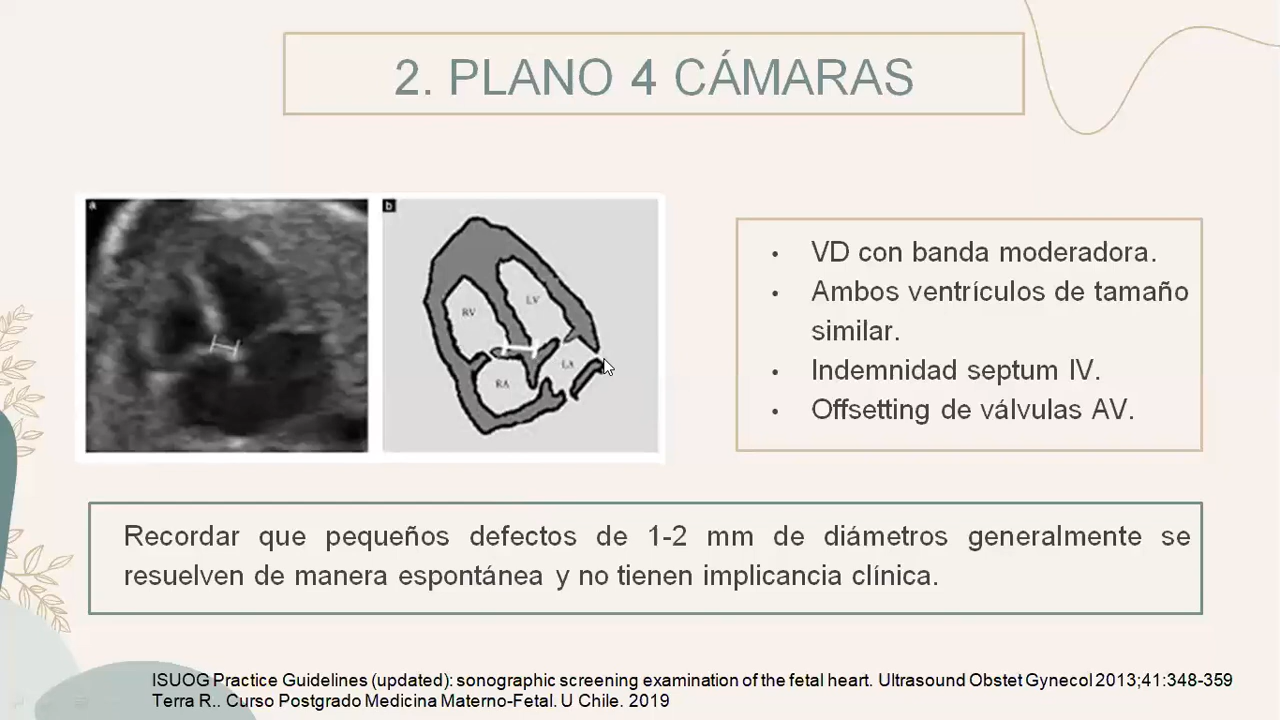 2. PLANO 4 CÁMARAS
a
b
RV
LV
RA
LA
• VD con banda moderadora.
• Ambos ventrículos de tamaño
similar.
• Indemnidad septum IV.
• Offsetting de válvulas AV.
Recordar que pequeños defectos de 1-2 mm de diámetros generalmente se
resuelven de manera espontánea y no tienen implicancia clínica.
ISUOG Practice Guidelines (updated): sonographic screening examination of the fetal heart. Ultrasound Obstet Gynecol 2013;41:348-359
Terra R.. Curso Postgrado Medicina Materno-Fetal. U Chile. 2019